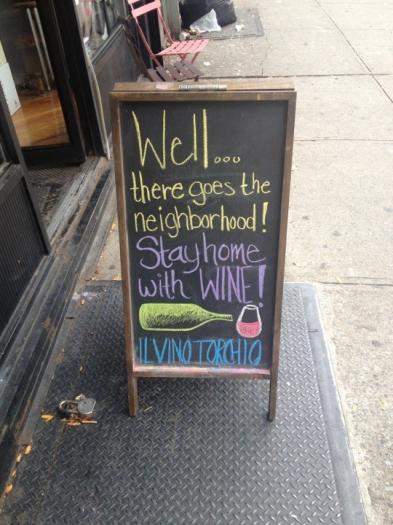 Well...
there goes the
neighborhood!
Stay home
with WINE!
IL VINO TORCHIO